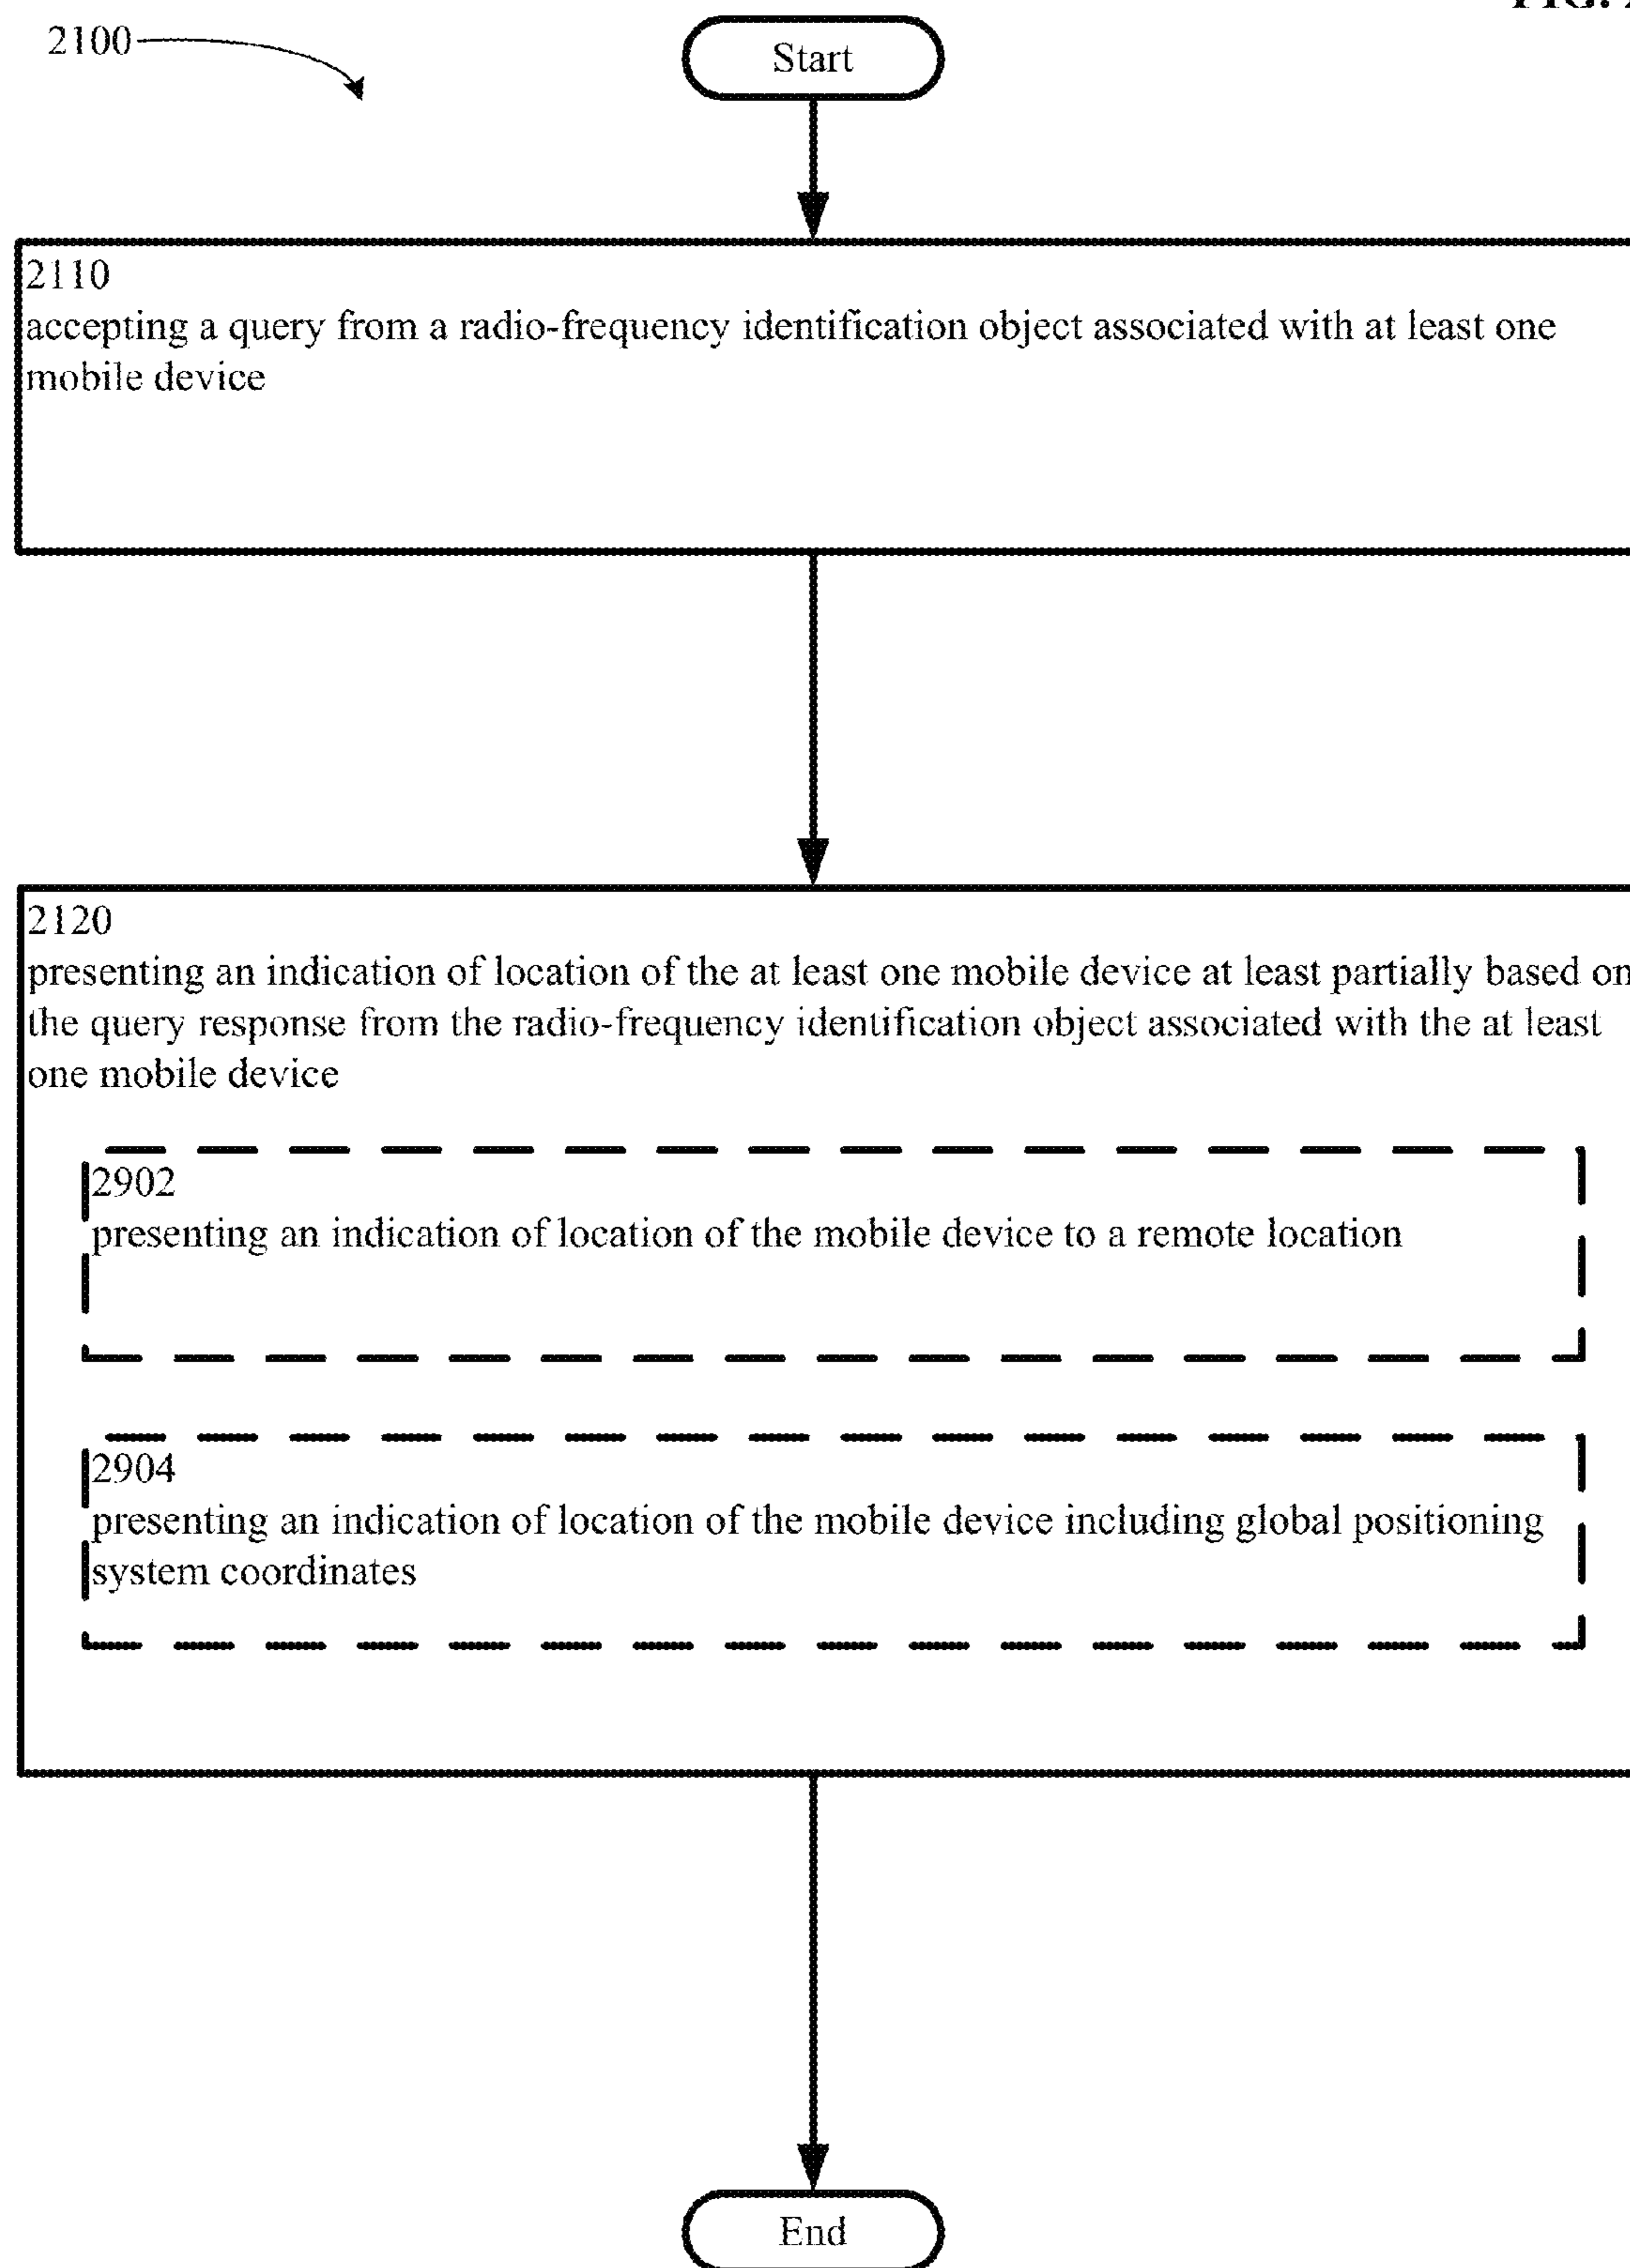 2100
Start
2110
accepting a query from a radio-frequency identification object associated with at least one
mobile device
2120
presenting an indication of location of the at least one mobile device at least partially based on
the query response from the radio-frequency identification object associated with the at least
one mobile device
2902
presenting an indication of location of the mobile device to a remote location
2904
presenting an indication of location of the mobile device including global positioning
system coordinates
End